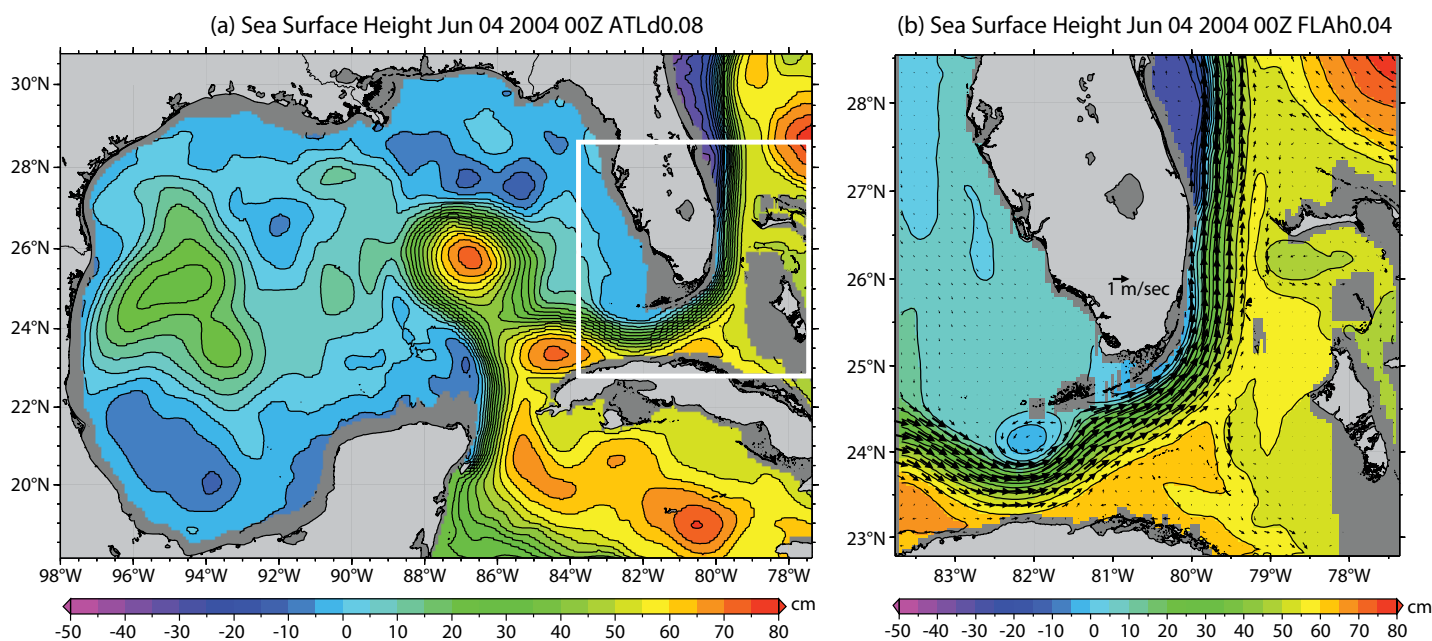 (a) Sea Surface Height Jun 04 2004 00Z ATLd0.08
30°N
28°N
26°N
24°N
22°N
20°N
98°W 96°W 94°W 92°W 90°W 88°W 86°W 84°W 82°W 80°W 78°W
-50 -40 -30 -20 -10 0 10 20 30 40 50 60 70 80 cm
(b) Sea Surface Height Jun 04 2004 00Z FLAh0.04
28°N
27°N
26°N
25°N
24°N
23°N
1 m/sec
83°W 82°W 81°W 80°W 79°W 78°W
-50 -40 -30 -20 -10 0 10 20 30 40 50 60 70 80 cm